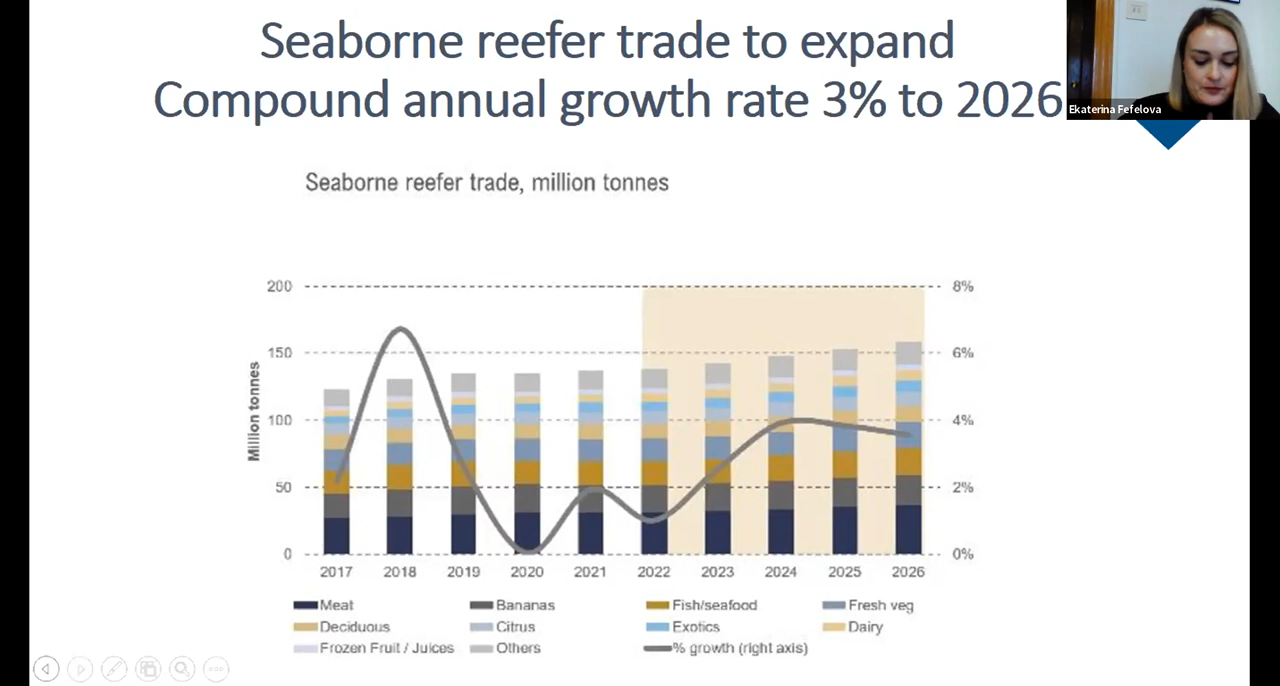 Seaborne reefer trade to expand
Compound annual growth rate 3% to 2026
Ekaterina Fefelova
Seaborne reefer trade, million tonnes
Million tonnes
200
150
100
50
0
8%
6%
4%
2%
0%
2017 2018 2019 2020 2021 2022 2023 2024 2025 2026
Meat Bananas Fish/seafood Fresh veg
Deciduous Citrus Exotics Dairy
Frozen Fruit / Juices Others % growth (right axis)